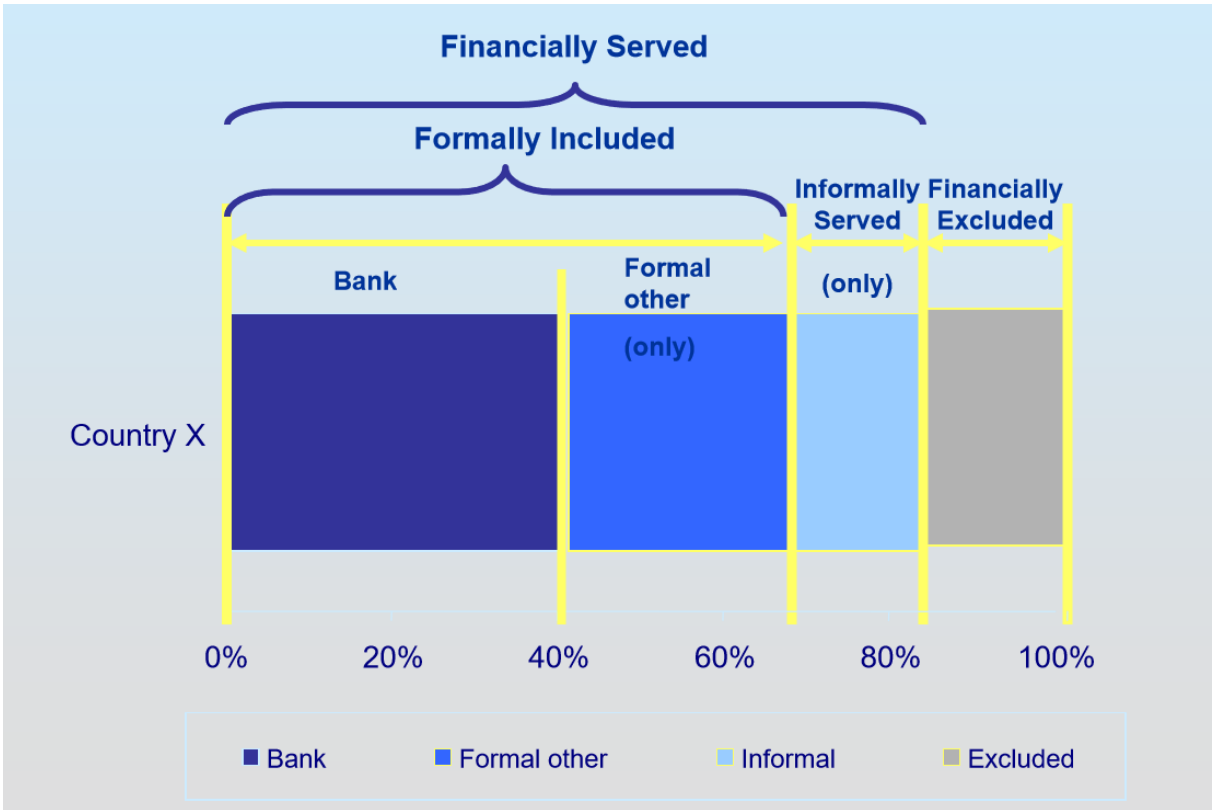 Financially Served
Formally Included
Informally
Served
(only)
Financially
Excluded
Bank
Formal
other
(only)
Country X
0%
20%
40%
60%
80%
100%
Bank
Formal other
Informal
Excluded